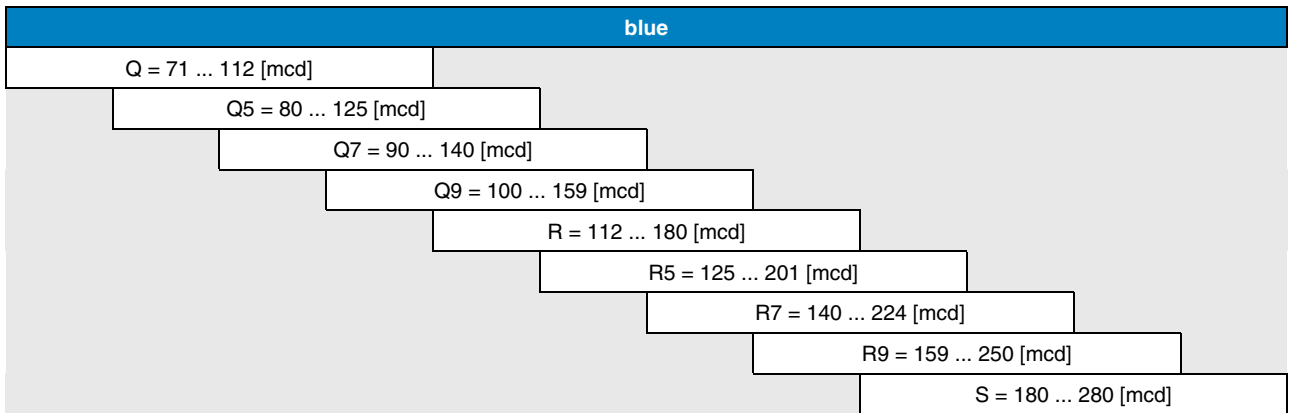 blue
Q = 71 ... 112 [mcd]
Q5 = 80 ... 125 [mcd]
Q7 = 90 ... 140 [mcd]
Q9 = 100 ... 159 [mcd]
R = 112 ... 180 [mcd]
R5 = 125 ... 201 [mcd]
R7 = 140 ... 224 [mcd]
R9 = 159 ... 250 [mcd]
S = 180 ... 280 [mcd]